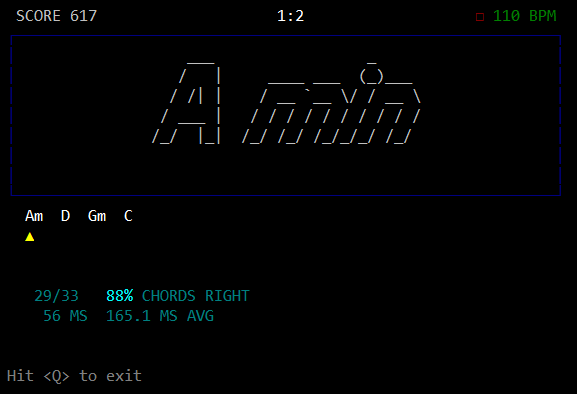 SCORE 617 1:2 □ 110 BPM
A min
Am D Gm C
▲
29/33 88% CHORDS RIGHT
56 MS 165.1 MS AVG
Hit <Q> to exit